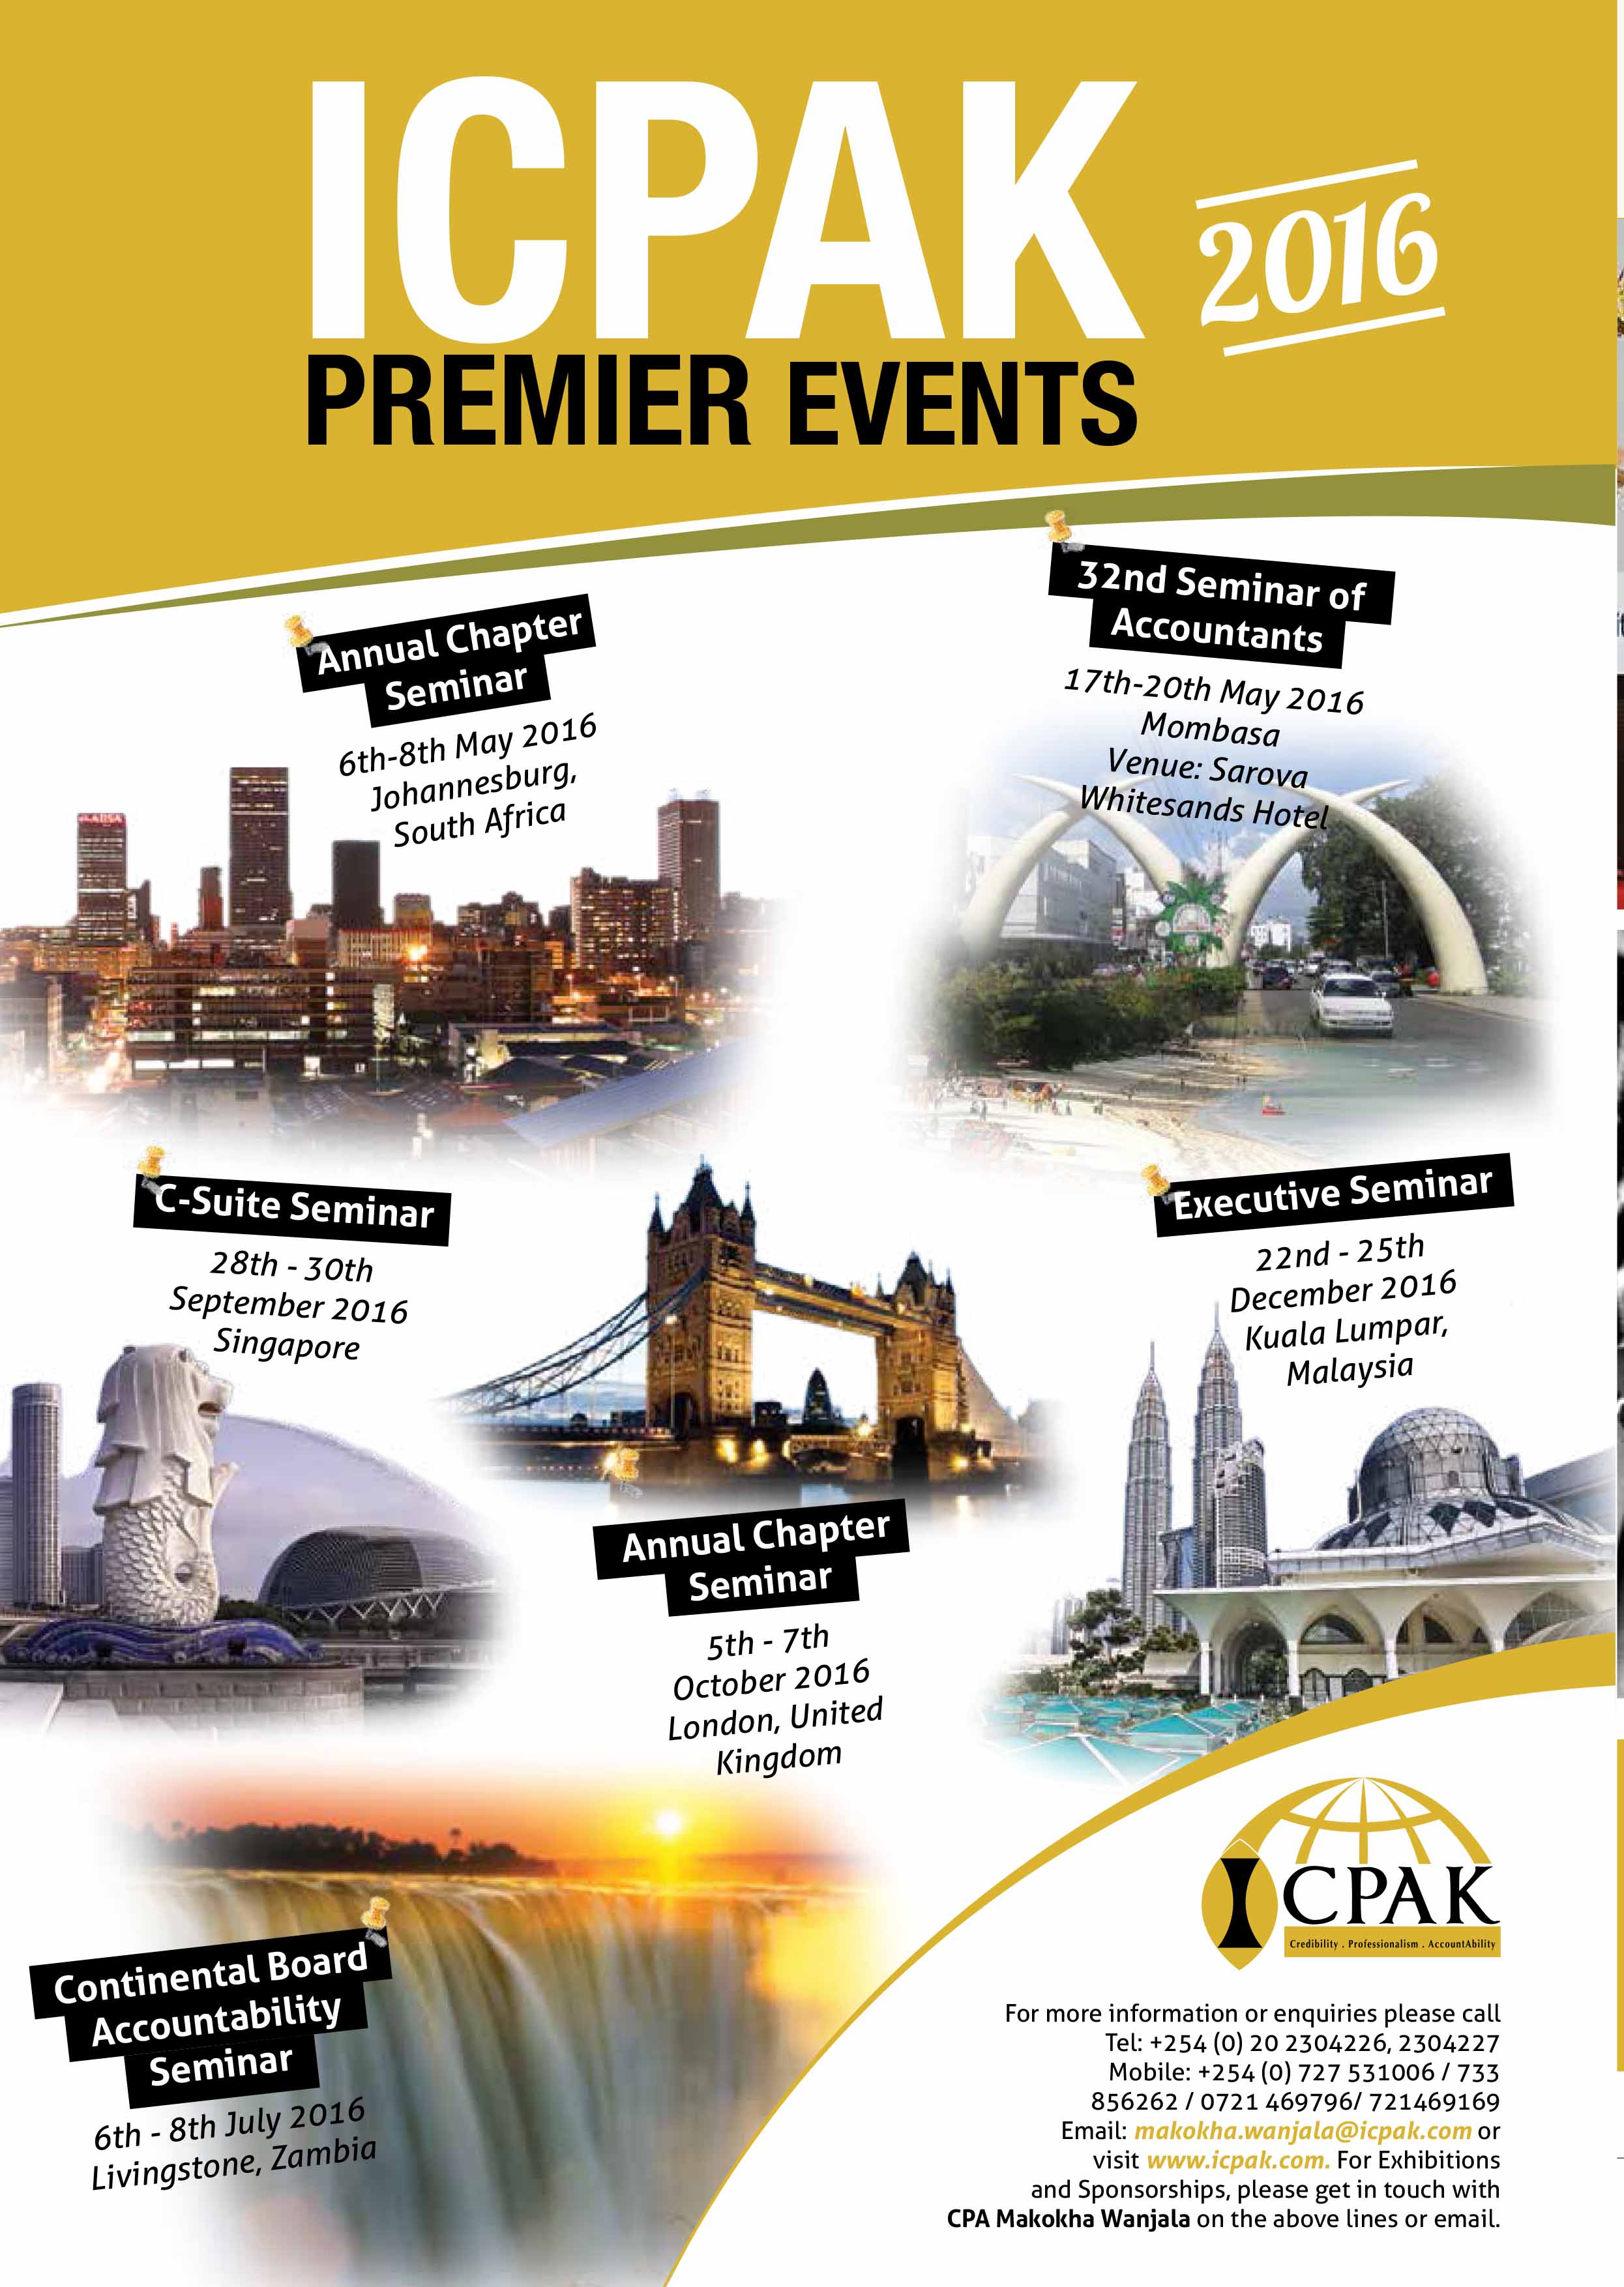 ICPAK
2016
PREMIER EVENTS
Annual Chapter
Seminar
6th-8th May 2016
Johannesburg,
South Africa
32nd Seminar of
Accountants
17th-20th May 2016
Mombasa
Venue: Sarova
Whitesands Hotel
ABSA
C-Suite Seminar
28th - 30th
September 2016
Singapore
Executive Seminar
22nd - 25th
December 2016
Kuala Lumpar,
Malaysia
Annual Chapter
Seminar
5th - 7th
October 2016
London, United
Kingdom
Continental Board
Accountability
Seminar
6th - 8th July 2016
Livingstone, Zambia
ICPAK
Credibility . Professionalism . AccountAbility
For more information or enquiries please call
Tel: +254 (0) 20 2304226, 2304227
Mobile: +254 (0) 727 531006 / 733
856262 / 0721 469796/ 721469169
Email: makokha.wanjala@icpak.com or
visit www.icpak.com. For Exhibitions
and Sponsorships, please get in touch with
CPA Makokha Wanjala on the above lines or email.